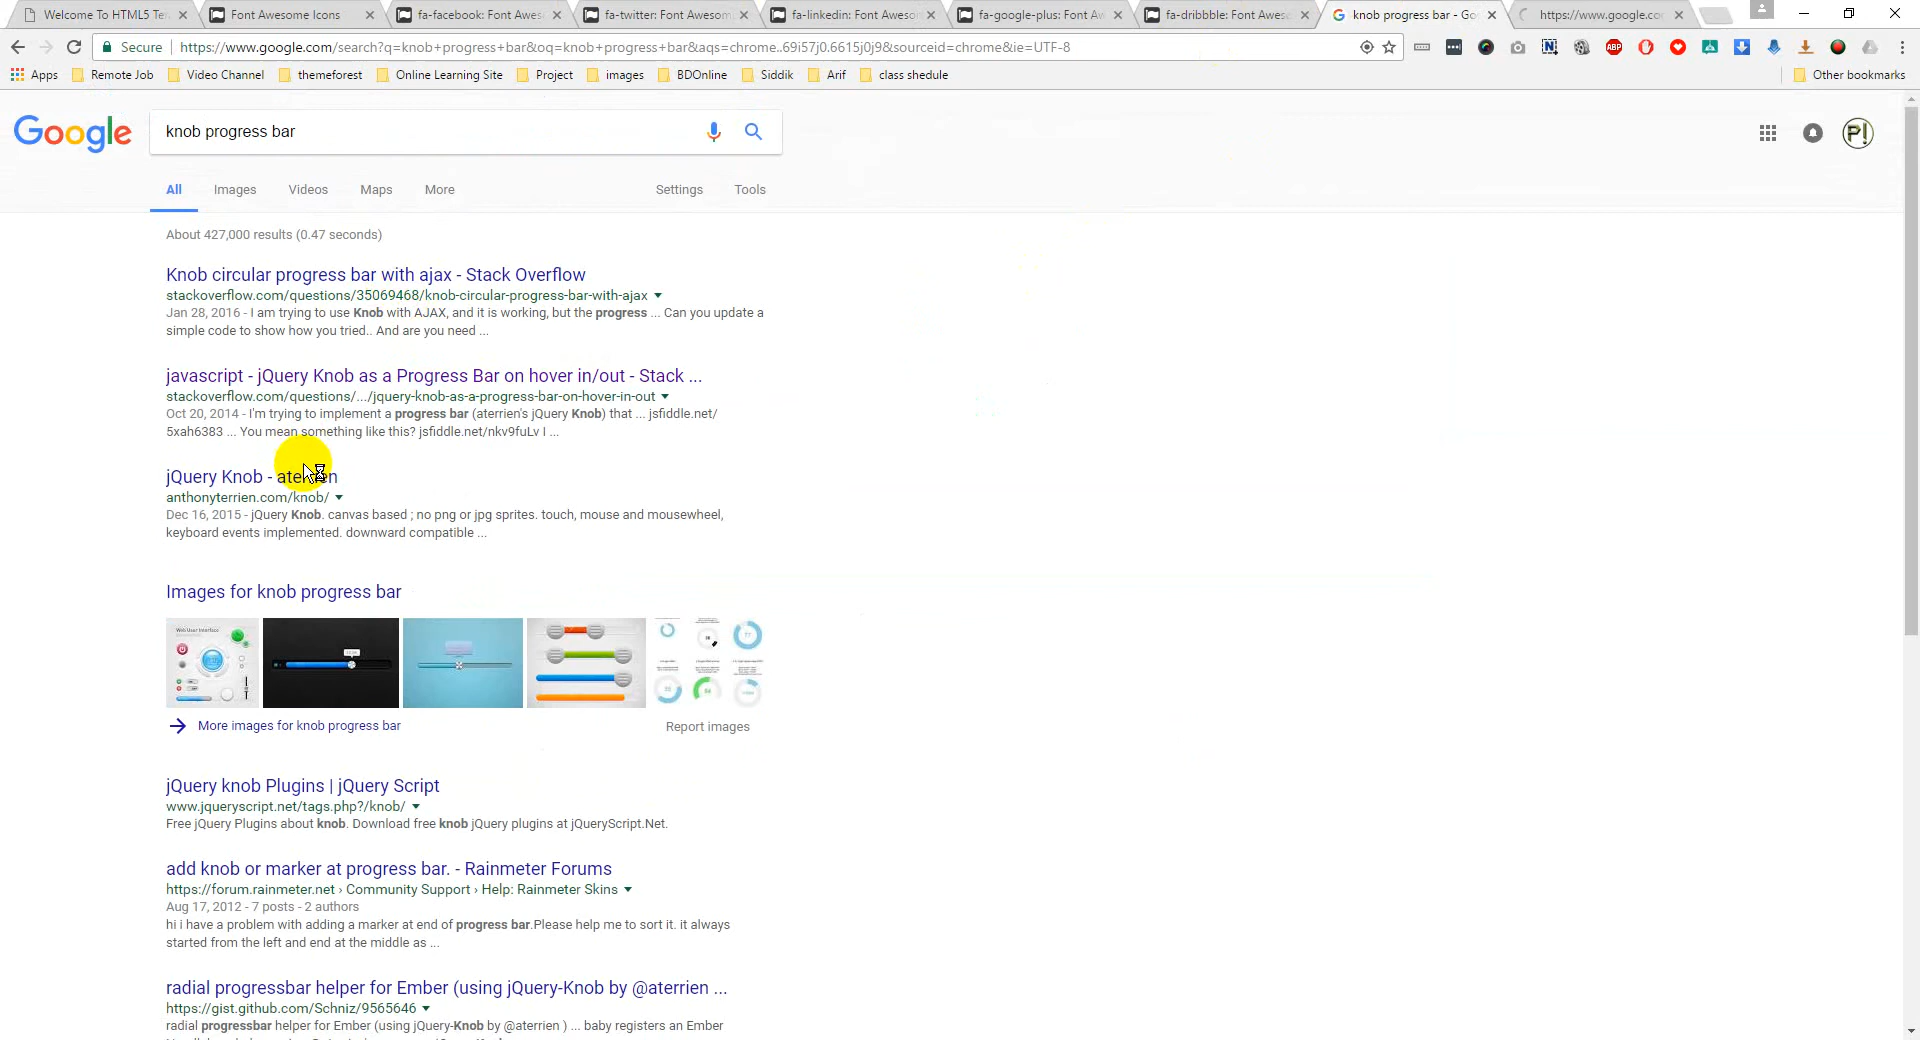 Welcome To HTML5 Te
Font Awesome Icons
fa-facebook: Font Awes
fa-twitter: Font Awesom
fa-linkedin: Font Aweso
fa-google-plus: Font Aw
fa-dribbble: Font Awes
knob progress bar - Go
https://www.google.co
Secure
https://www.google.com/search?q=knob+progress+bar&oq=knob+progress+bar&aqs=chrome..69i57j0.6615j0j9&sourceid=chrome&ie=UTF-8
ABP
Apps
Remote Job
Video Channel
themeforest
Online Learning Site
Project
images
BDOnline
Siddik
Arif
class shedule
Other bookmarks
Google
knob progress bar
P!
All
Images
Videos
Maps
More
Settings
Tools
About 427,000 results (0.47 seconds)
Knob circular progress bar with ajax - Stack Overflow
stackoverflow.com/questions/35069468/knob-circular-progress-bar-with-ajax
Jan 28, 2016 - I am trying to use Knob with AJAX, and it is working, but the progress ... Can you update a
simple code to show how you tried.. And are you need ...
javascript - jQuery Knob as a Progress Bar on hover in/out - Stack ...
stackoverflow.com/questions/.../jquery-knob-as-a-progress-bar-on-hover-in-out
Oct 20, 2014 - I'm trying to implement a progress bar (aterrien's jQuery Knob) that ... jsfiddle.net/
5xah6383 ... You mean something like this? jsfiddle.net/nkv9fuLv I ...
jQuery Knob - aterrien
anthonyterrien.com/knob/
Dec 16, 2015 - jQuery Knob. canvas based ; no png or jpg sprites. touch, mouse and mousewheel,
keyboard events implemented. downward compatible ...
Images for knob progress bar
Web User Interface
More images for knob progress bar
Report images
jQuery knob Plugins | jQuery Script
www.jqueryscript.net/tags.php?/knob/
Free jQuery Plugins about knob. Download free knob jQuery plugins at jQueryScript.Net.
add knob or marker at progress bar. - Rainmeter Forums
https://forum.rainmeter.net › Community Support › Help: Rainmeter Skins
Aug 17, 2012 - 7 posts - 2 authors
hi i have a problem with adding a marker at end of progress bar.Please help me to sort it. it always
started from the left and end at the middle as ...
radial progressbar helper for Ember (using jQuery-Knob by @aterrien ...
https://gist.github.com/Schniz/9565646
radial progressbar helper for Ember (using jQuery-Knob by @aterrien ) ... baby registers an Ember